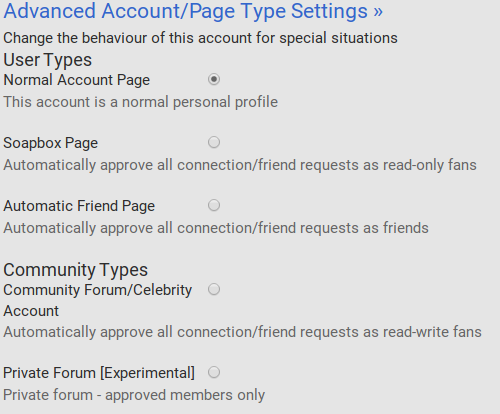 Advanced Account/Page Type Settings »
Change the behaviour of this account for special situations
User Types
Normal Account Page
This account is a normal personal profile
Soapbox Page
Automatically approve all connection/friend requests as read-only fans
Automatic Friend Page
Automatically approve all connection/friend requests as friends
Community Types
Community Forum/Celebrity
Account
Automatically approve all connection/friend requests as read-write fans
Private Forum [Experimental]
Private forum - approved members only